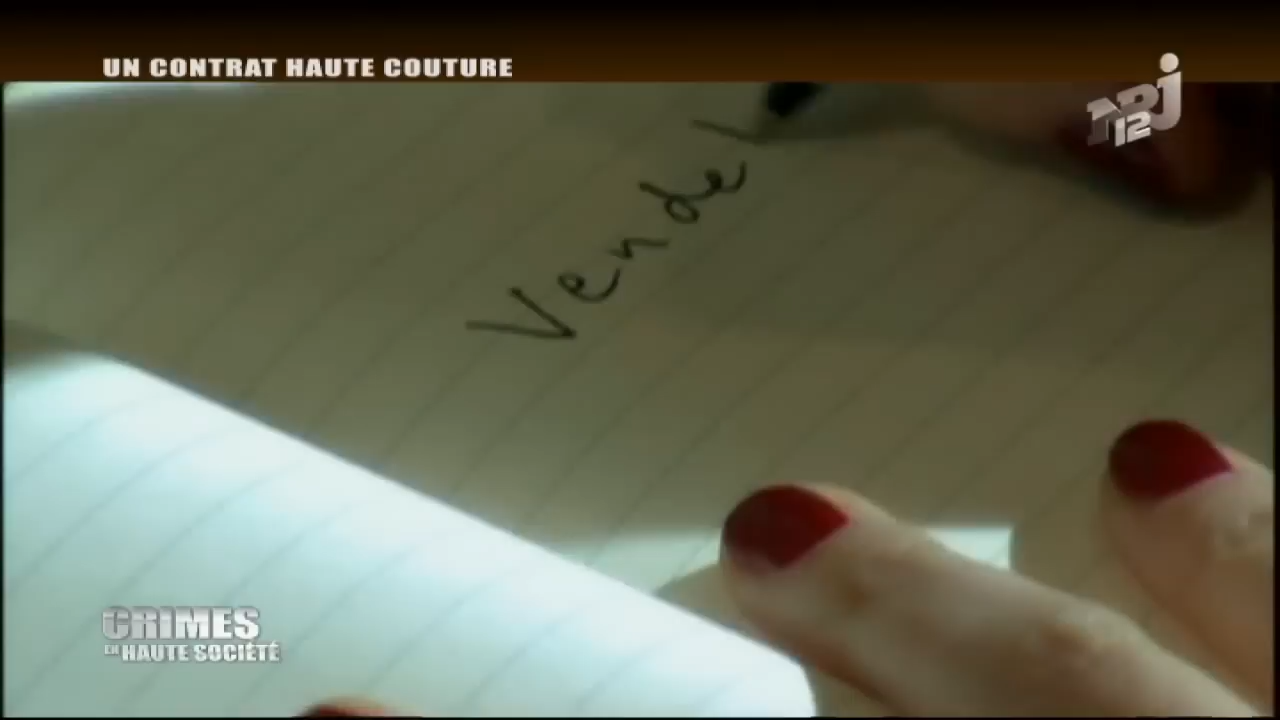 UN CONTRAT HAUTE COUTURE
NRJ
12
Vende
CRIMES
EN HAUTE SOCIÉTÉ